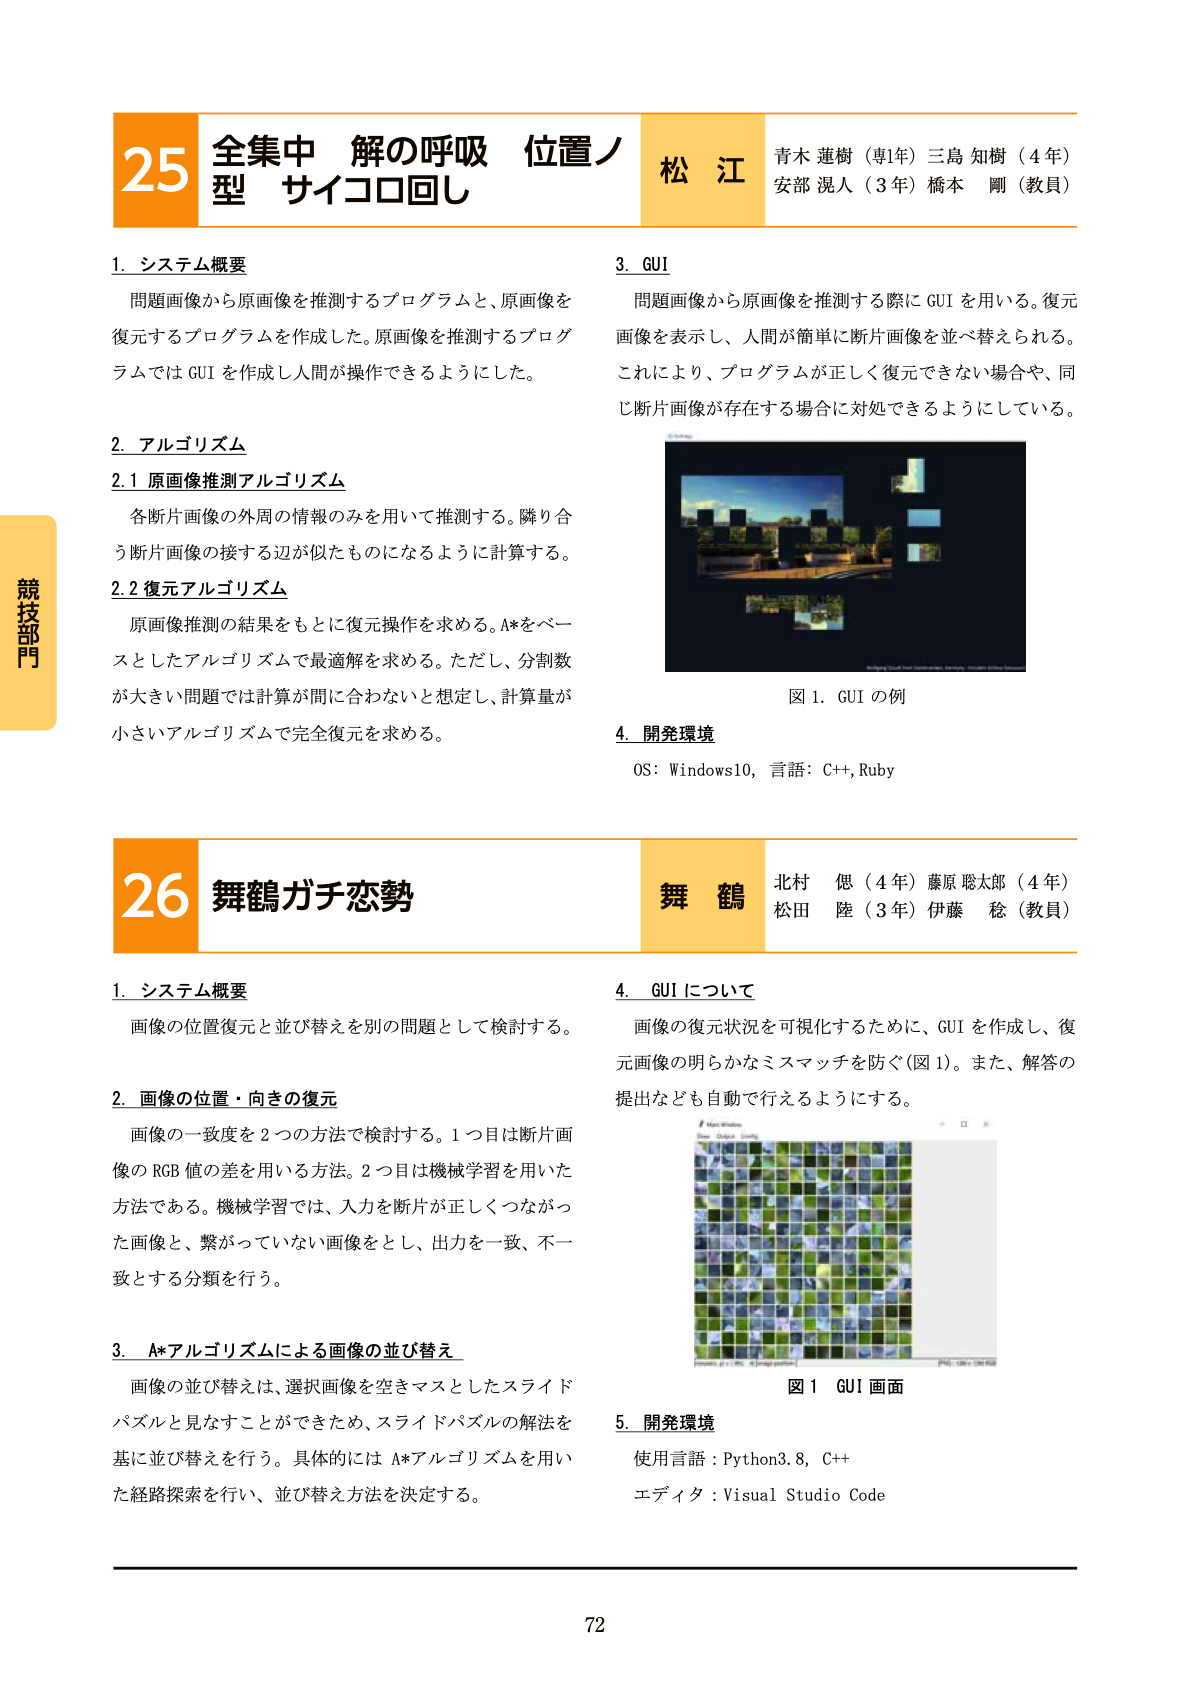 25
全集中　解の呼吸　位置ノ
型　サイコロ回し
松　江
青木 蓮樹（専1年）三島 知樹（４年）
安部 滉人（３年）橋本　剛（教員）
1. システム概要
問題画像から原画像を推測するプログラムと、原画像を
復元するプログラムを作成した。原画像を推測するプログ
ラムでは GUI を作成し人間が操作できるようにした。
2. アルゴリズム
2.1 原画像推測アルゴリズム
各断片画像の外周の情報のみを用いて推測する。隣り合
う断片画像の接する辺が似たものになるように計算する。
2.2 復元アルゴリズム
原画像推測の結果をもとに復元操作を求める。A*をベー
スとしたアルゴリズムで最適解を求める。ただし、分割数
が大きい問題では計算が間に合わないと想定し、計算量が
小さいアルゴリズムで完全復元を求める。
3. GUI
問題画像から原画像を推測する際に GUI を用いる。復元
画像を表示し、人間が簡単に断片画像を並べ替えられる。
これにより、プログラムが正しく復元できない場合や、同
じ断片画像が存在する場合に対処できるようにしている。
図 1. GUI の例
4. 開発環境
OS: Windows10, 言語: C++,Ruby
競技部門
26
舞鶴ガチ恋勢
舞　鶴
北村　偲（４年）藤原 聡太郎（４年）
松田　陸（３年）伊藤　稔（教員）
1. システム概要
画像の位置復元と並び替えを別の問題として検討する。
2. 画像の位置・向きの復元
画像の一致度を 2 つの方法で検討する。1 つ目は断片画
像の RGB 値の差を用いる方法。2 つ目は機械学習を用いた
方法である。機械学習では、入力を断片が正しくつながっ
た画像と、繋がっていない画像をとし、出力を一致、不一
致とする分類を行う。
3.　A*アルゴリズムによる画像の並び替え
画像の並び替えは、選択画像を空きマスとしたスライド
パズルと見なすことができたため、スライドパズルの解法を
基に並び替えを行う。具体的には A*アルゴリズムを用い
た経路探索を行い、並び替え方法を決定する。
4.　GUI について
画像の復元状況を可視化するために、GUI を作成し、復
元画像の明らかなミスマッチを防ぐ(図 1)。また、解答の
提出なども自動で行えるようにする。
Main Window
Draw Output Config
図 1　GUI 画面
5. 開発環境
使用言語：Python3.8, C++
エディタ：Visual Studio Code
72